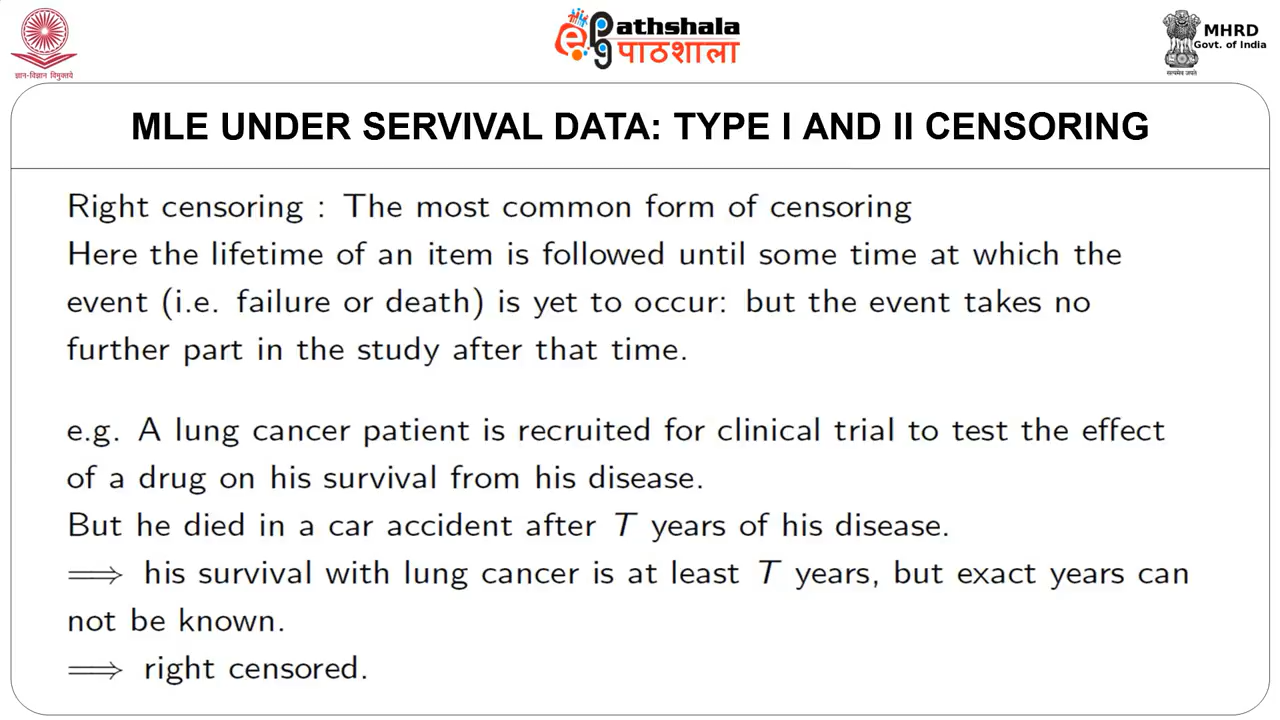 ज्ञान-विज्ञान विमुक्तये
ePG Pathshala
पाठशाला
सत्यमेव जयते
MHRD
Govt. of India
MLE UNDER SERVIVAL DATA: TYPE I AND II CENSORING
Right censoring : The most common form of censoring
Here the lifetime of an item is followed until some time at which the
event (i.e. failure or death) is yet to occur: but the event takes no
further part in the study after that time.
e.g. A lung cancer patient is recruited for clinical trial to test the effect
of a drug on his survival from his disease.
But he died in a car accident after T years of his disease.
⟹ his survival with lung cancer is at least T years, but exact years can
not be known.
⟹ right censored.